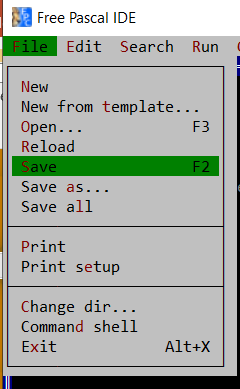 Free Pascal IDE
File Edit Search Run
New
New from template...
Open... F3
Reload
Save F2
Save as...
Save all
Print
Print setup
Change dir...
Command shell
Exit Alt+X